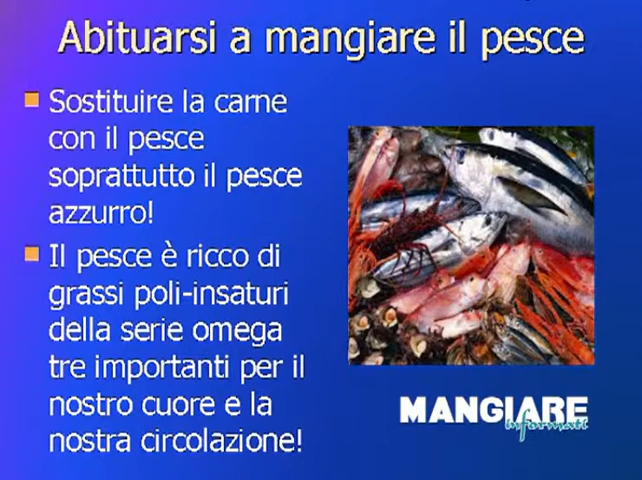 Abituarsi a mangiare il pesce
Sostituire la carne
con il pesce
soprattutto il pesce
azzurro!
Il pesce è ricco di
grassi poli-insaturi
della serie omega
tre importanti per il
nostro cuore e la
nostra circolazione!
MANGIARE
informati